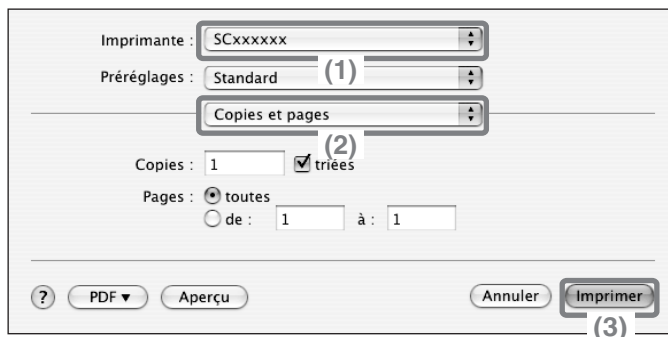 Imprimante : SCxxxxxx
(1)
Préréglages : Standard
Copies et pages
(2)
Copies : 1 triées
Pages : toutes
de : 1 à : 1
? PDF ▼ Aperçu Annuler Imprimer
(3)